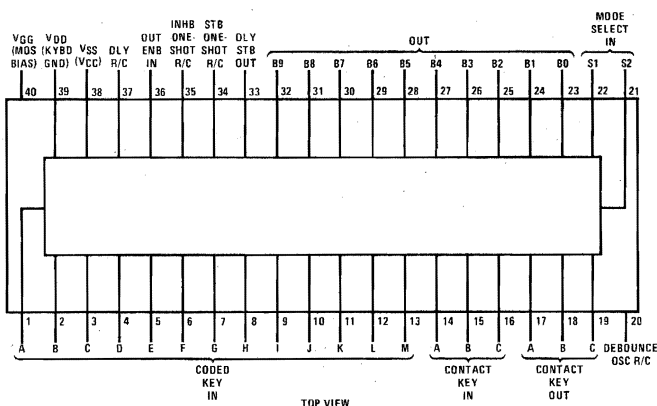 MODE
SELECT
IN
OUT
VGG
(MOS
BIAS)
VDD
(KYBD
GND)
VSS
(VCC)
DLY
R/C
OUT
ENB
IN
INHB
ONE-
SHOT
R/C
STB
ONE-
SHOT
R/C
DLY
STB
OUT
B9 B8 B7 B6 B5 B4 B3 B2 B1 B0 S1 S2
40 39 38 37 36 35 34 33 32 31 30 29 28 27 26 25 24 23 22 21
1 2 3 4 5 6 7 8 9 10 11 12 13 14 15 16 17 18 19 20
A B C D E F G H I J K L M A B C A B C DEBOUNCE
OSC R/C
CODED
KEY
IN
CONTACT
KEY
IN
CONTACT
KEY
OUT
TOP VIEW